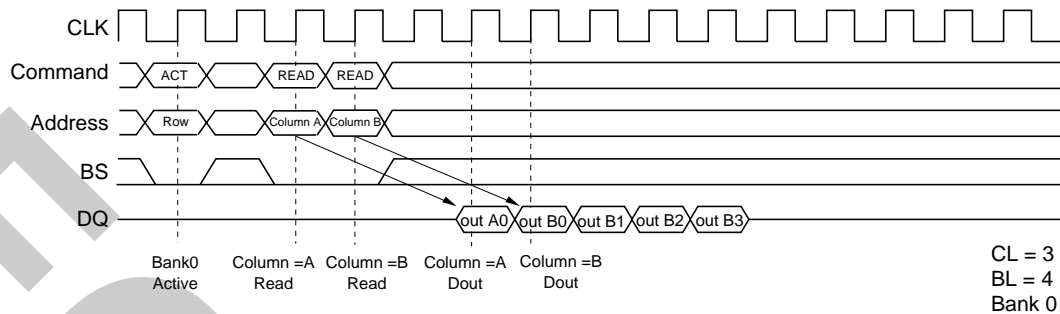 CLK
Command ACT READ READ
Address Row Column A Column B
BS
DQ out A0 out B0 out B1 out B2 out B3
Bank0 Column =A Column =B Column =A Column =B
Active Read Read Dout Dout
CL = 3
BL = 4
Bank 0